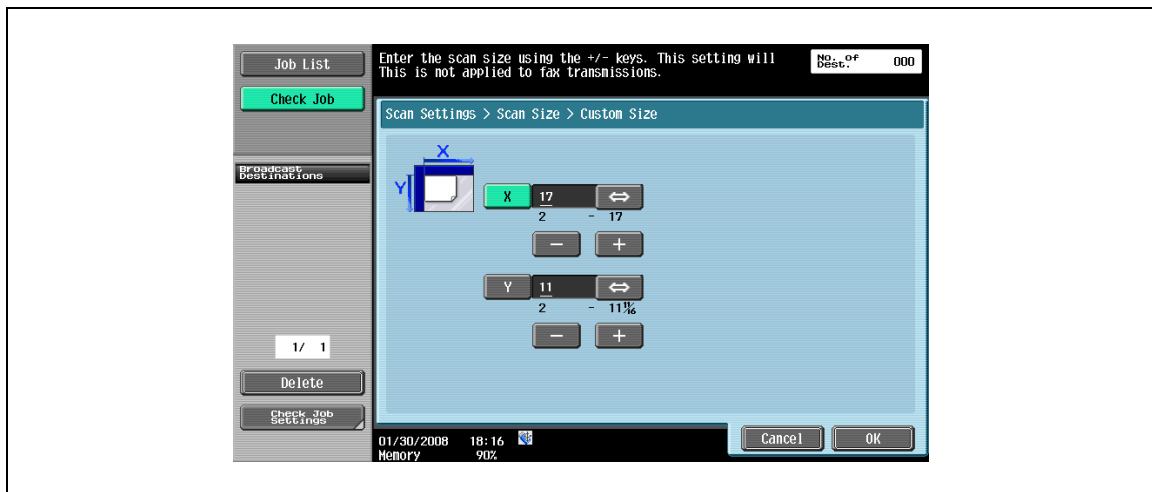 Job List
Check Job
Enter the scan size using the +/- keys. This setting will
This is not applied to fax transmissions.
No. of
Dest. 000
Scan Settings > Scan Size > Custom Size
Broadcast
Destinations
X
Y
X 17 ⇔
2 - 17
− +
Y 11 ⇔
2 - 11 11/16
− +
1/ 1
Delete
Check Job
Settings
01/30/2008 18:16
Memory 90%
Cancel OK